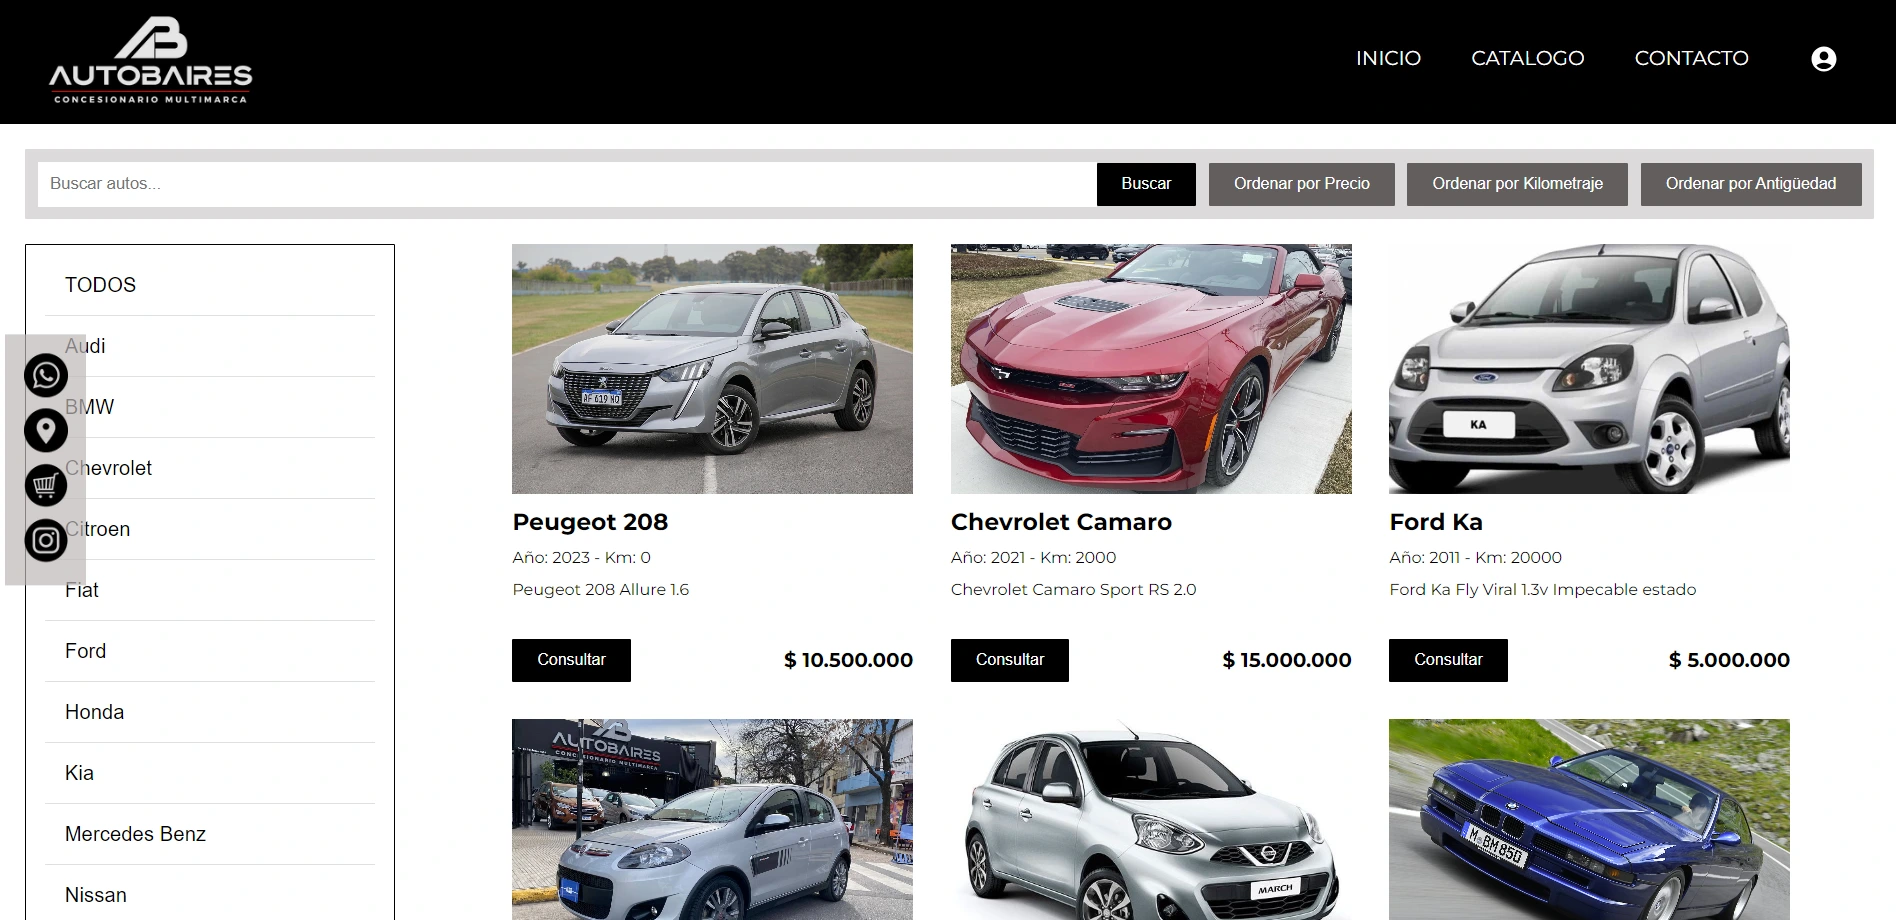 AUTOBAIRES
CONCESIONARIO MULTIMARCA
INICIO
CATALOGO
CONTACTO
Buscar autos...
Buscar
Ordenar por Precio
Ordenar por Kilometraje
Ordenar por Antigüedad
TODOS
Audi
BMW
Chevrolet
Citroen
Fiat
Ford
Honda
Kia
Mercedes Benz
Nissan
AF 619 NO
Peugeot 208
Año: 2023 - Km: 0
Peugeot 208 Allure 1.6
Consultar
$ 10.500.000
Chevrolet Camaro
Año: 2021 - Km: 2000
Chevrolet Camaro Sport RS 2.0
Consultar
$ 15.000.000
Ford
KA
Ford Ka
Año: 2011 - Km: 20000
Ford Ka Fly Viral 1.3v Impecable estado
Consultar
$ 5.000.000
AUTOBAIRES
CONCESIONARIO MULTIMARCA
MARCH
M·BM 850